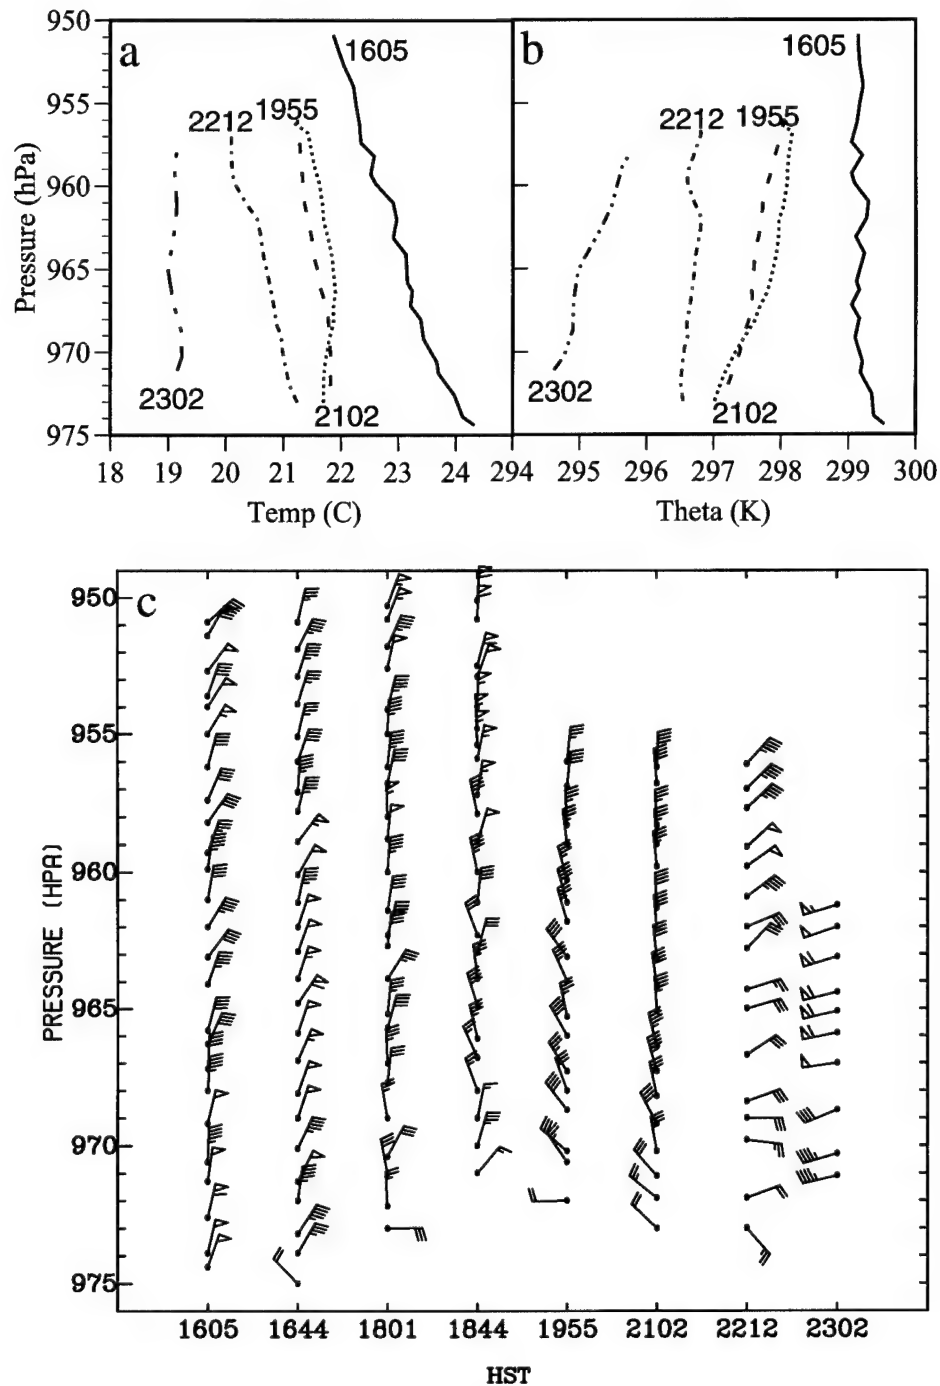 a
b
950
955
960
965
970
975
Pressure (hPa)
1605
2212
1955
2302
2102
1605
2212
1955
2302
2102
18 19 20 21 22 23 24 294 295 296 297 298 299 300
Temp (C)
Theta (K)
c
950
955
960
965
970
975
PRESSURE (HPA)
1605 1644 1801 1844 1955 2102 2212 2302
HST